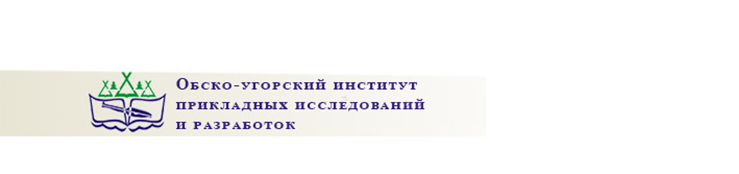 Обско-угорский институт
прикладных исследований
и разработок